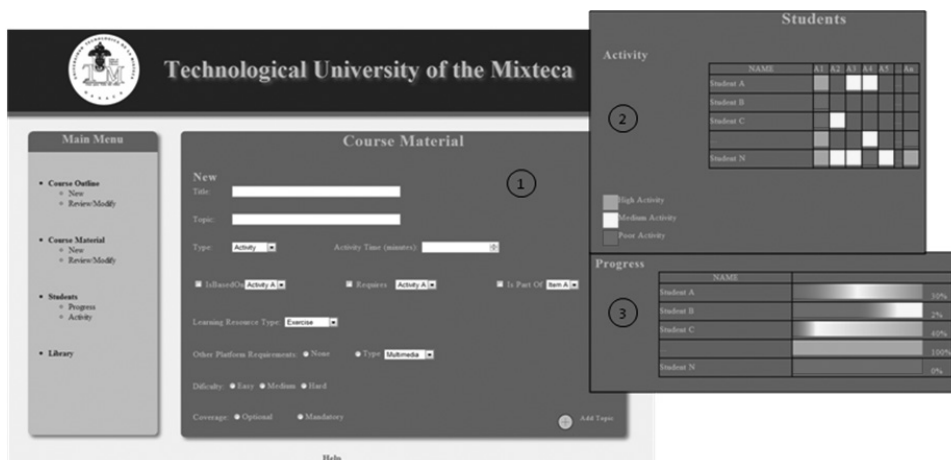 Technological University of the Mixteca
Main Menu
Course Outline
New
Review/Modify
Course Material
New
Review/Modify
Students
Progress
Activity
Library
Course Material
New
Title:
Topic:
Type: Activity Activity Time (minutes):
IsBasedOn Activity A Requires Activity A Is Part Of Item A
Learning Resource Type: Exercise
Other Platform Requirements: None Type Multimedia
Dificulty: Easy Medium Hard
Coverage: Optional Mandatory
Add Topic
Help
1
Students
Activity
2
NAME A1 A2 A3 A4 A5 ... An
Student A
Student B
Student C
...
Student N
High Activity
Medium Activity
Poor Activity
Progress
3
NAME
Student A 50%
Student B 2%
Student C 40%
... 100%
Student N 0%